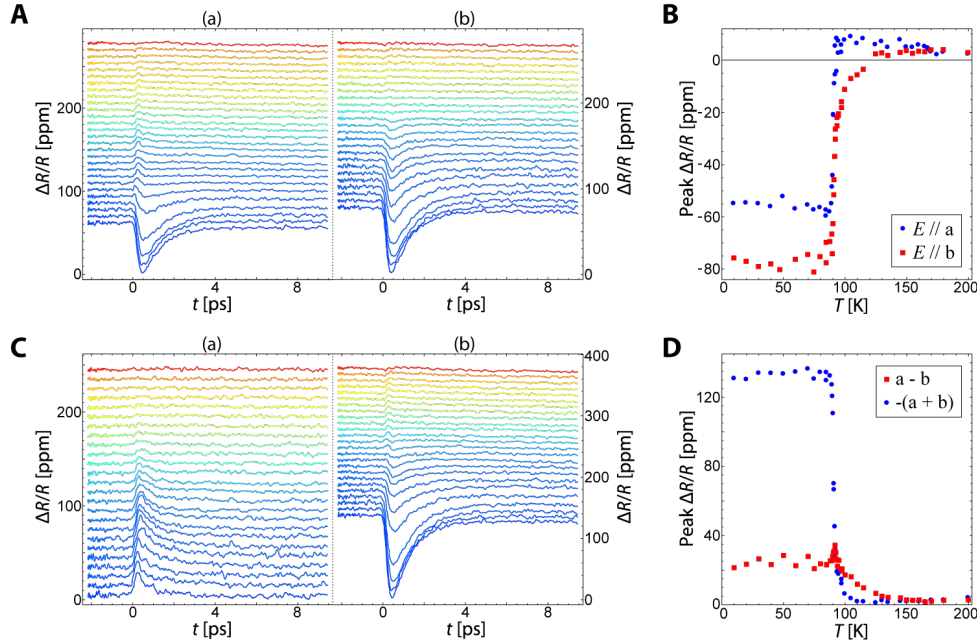 A
(a)
(b)
ΔR/R [ppm]
200
100
0
0
4
8
0
4
8
t [ps]
t [ps]
200
100
0
ΔR/R [ppm]
B
Peak ΔR/R [ppm]
0
-20
-40
-60
-80
0
50
100
150
200
T [K]
E // a
E // b
C
(a)
(b)
ΔR/R [ppm]
200
100
0
0
4
8
0
4
8
t [ps]
t [ps]
400
300
200
100
0
ΔR/R [ppm]
D
Peak ΔR/R [ppm]
120
80
40
0
0
50
100
150
200
T [K]
a - b
-(a + b)